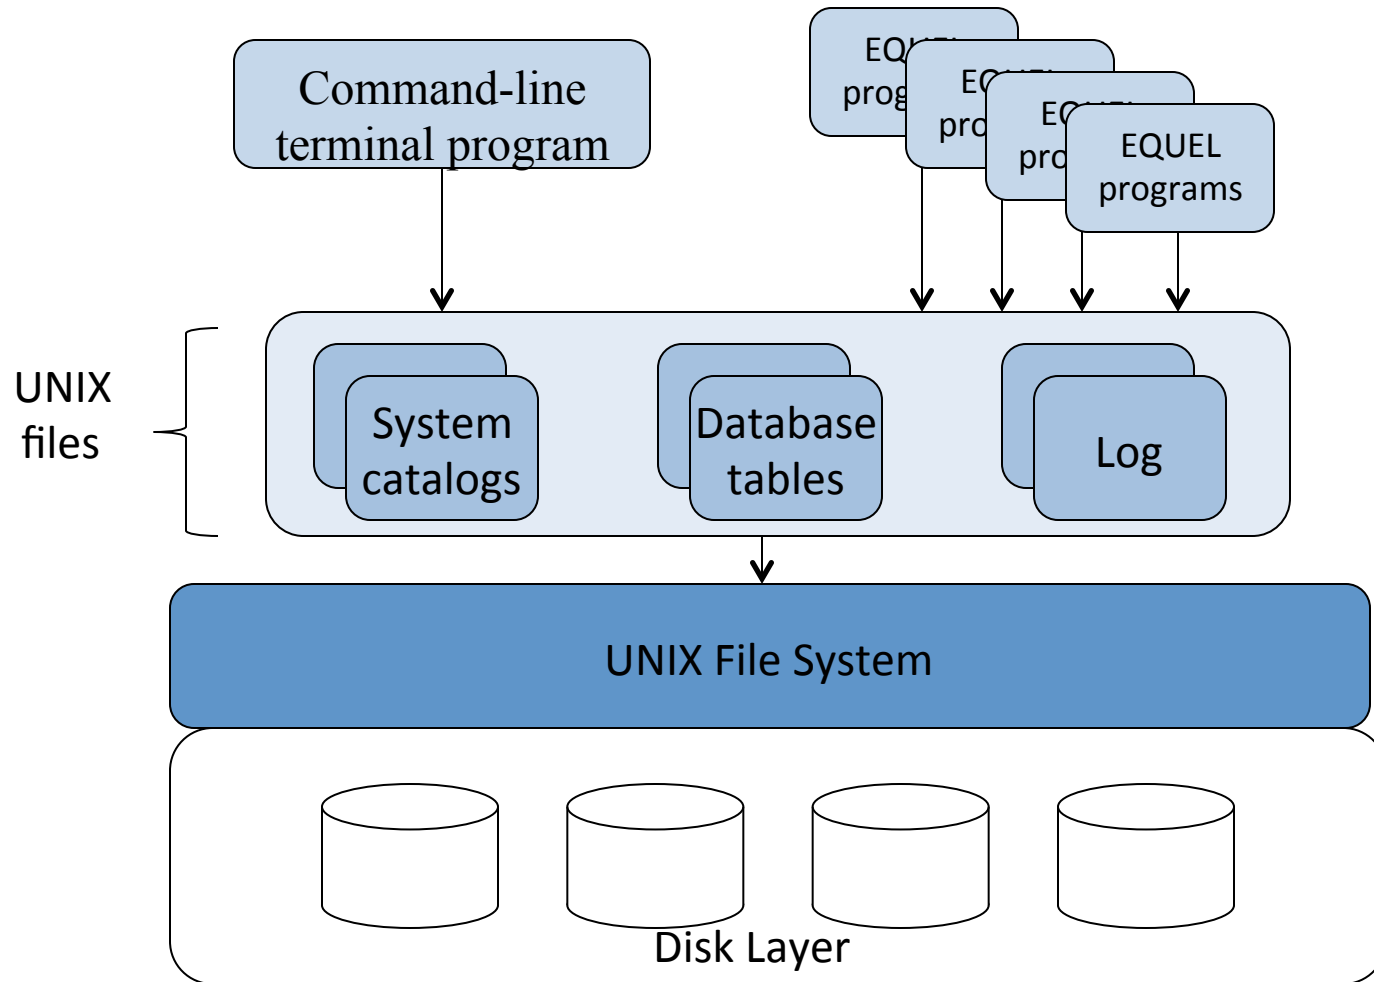 Command-line
terminal program
EQUEL
programs
UNIX
files
System
catalogs
Database
tables
Log
UNIX File System
Disk Layer